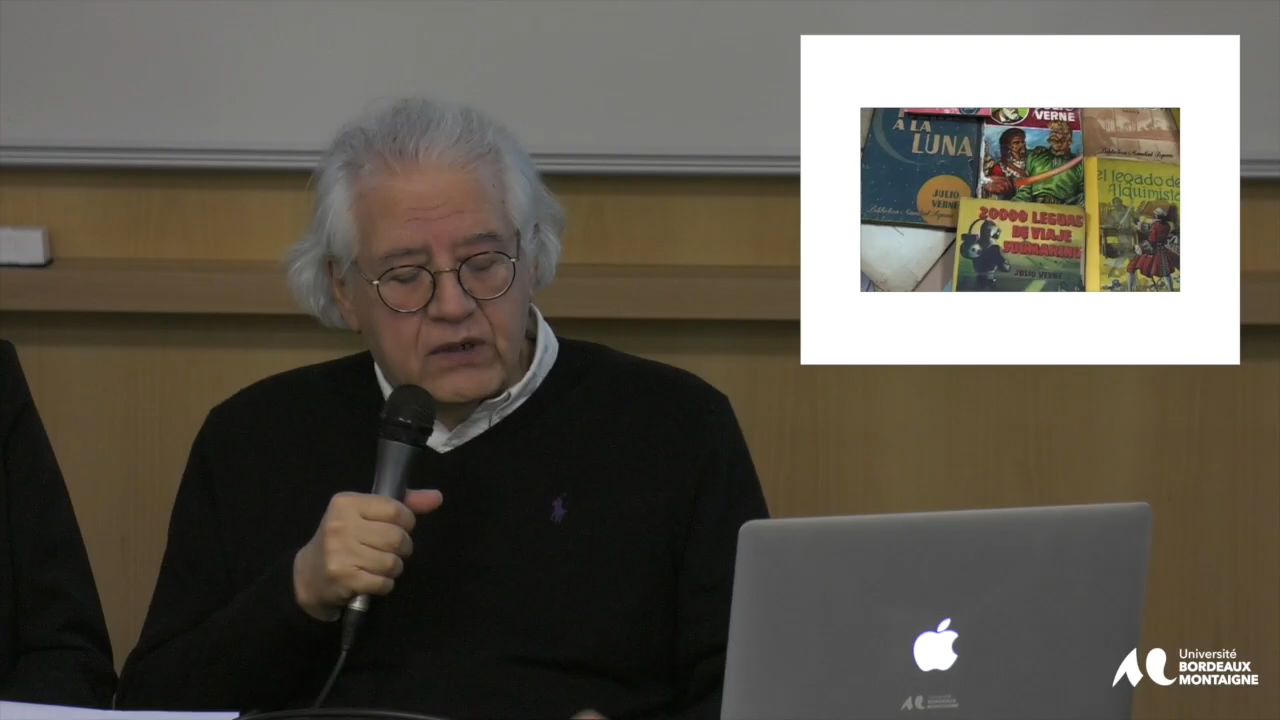 A LA
LUNA
JULIO
VERNE
VERNE
20000 LEGUAS
DE VIAJE
SUBMARINO
JULIO VERNE
el legado del
Alquimista
Université
BORDEAUX
MONTAIGNE